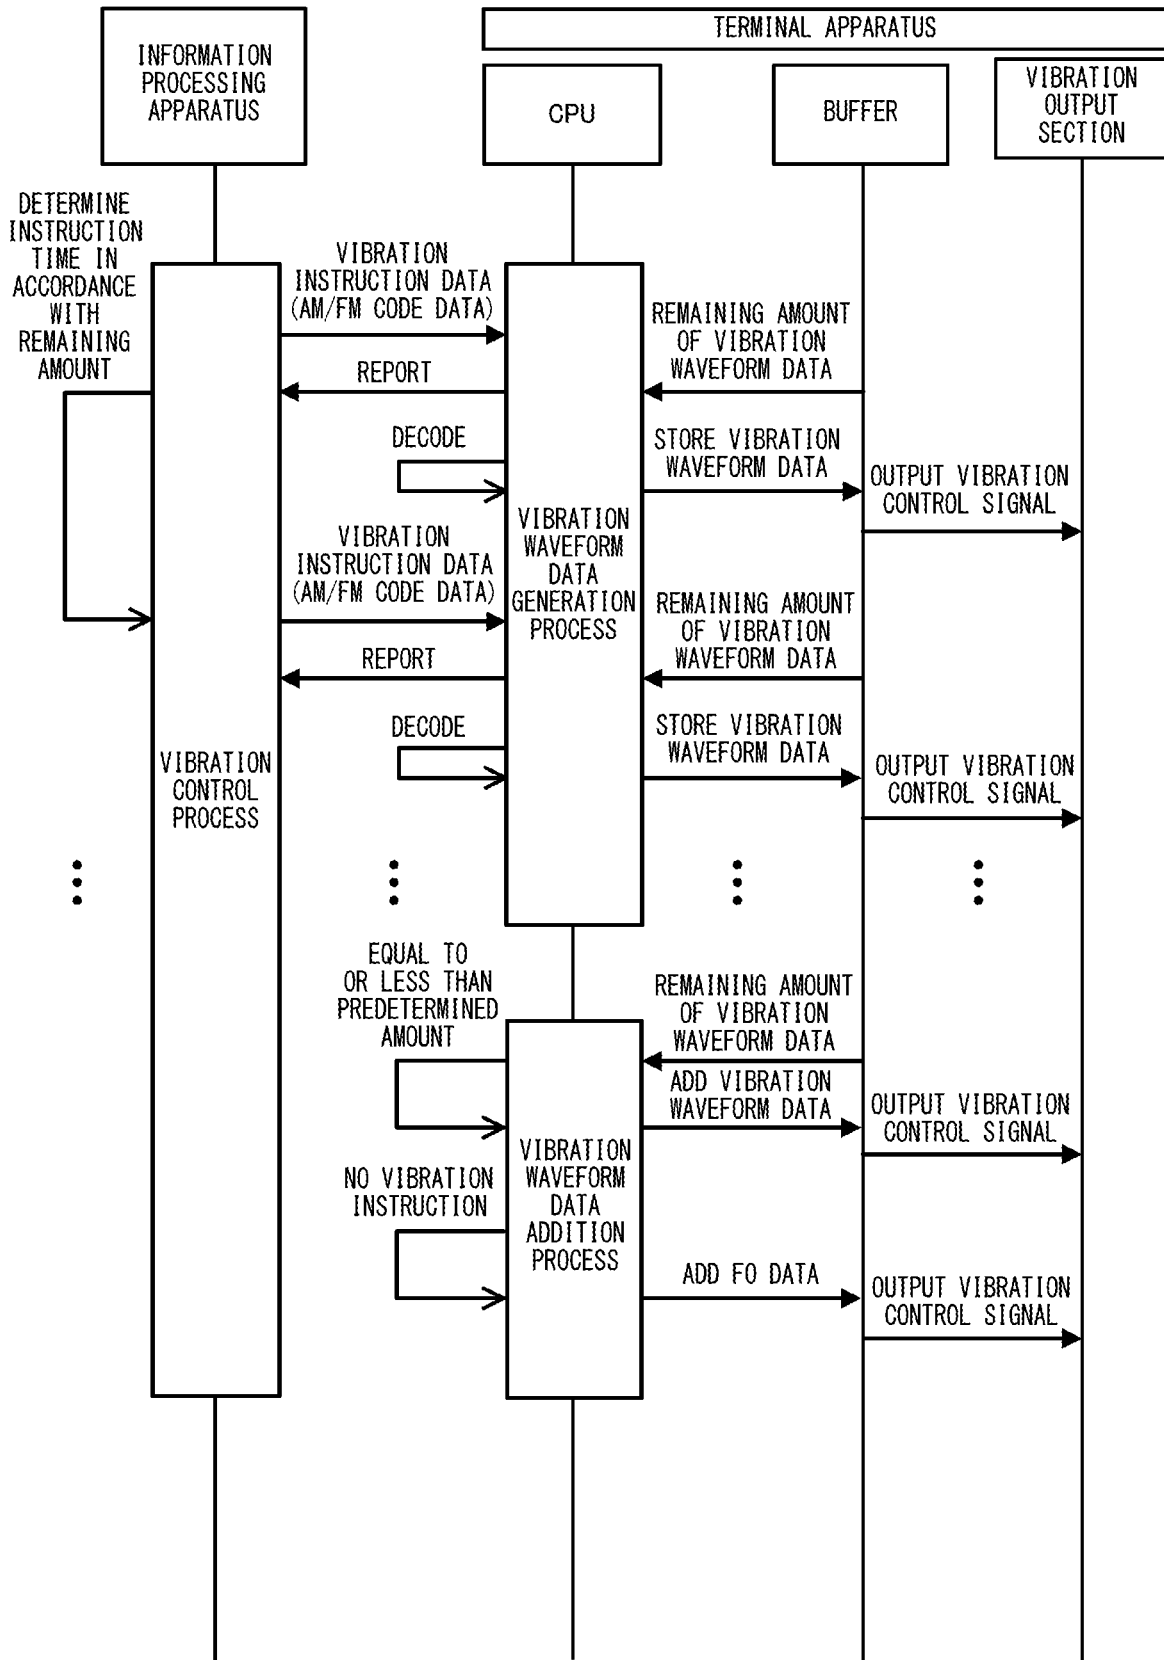 TERMINAL APPARATUS
INFORMATION
PROCESSING
APPARATUS
CPU
BUFFER
VIBRATION
OUTPUT
SECTION
DETERMINE
INSTRUCTION
TIME IN
ACCORDANCE
WITH
REMAINING
AMOUNT
VIBRATION
INSTRUCTION DATA
(AM/FM CODE DATA)
REMAINING AMOUNT
OF VIBRATION
WAVEFORM DATA
REPORT
DECODE
STORE VIBRATION
WAVEFORM DATA
OUTPUT VIBRATION
CONTROL SIGNAL
VIBRATION
WAVEFORM
DATA
GENERATION
PROCESS
VIBRATION
INSTRUCTION DATA
(AM/FM CODE DATA)
REMAINING AMOUNT
OF VIBRATION
WAVEFORM DATA
REPORT
DECODE
STORE VIBRATION
WAVEFORM DATA
OUTPUT VIBRATION
CONTROL SIGNAL
VIBRATION
CONTROL
PROCESS
EQUAL TO
OR LESS THAN
PREDETERMINED
AMOUNT
REMAINING AMOUNT
OF VIBRATION
WAVEFORM DATA
ADD VIBRATION
WAVEFORM DATA
OUTPUT VIBRATION
CONTROL SIGNAL
VIBRATION
WAVEFORM
DATA
ADDITION
PROCESS
NO VIBRATION
INSTRUCTION
ADD FO DATA
OUTPUT VIBRATION
CONTROL SIGNAL